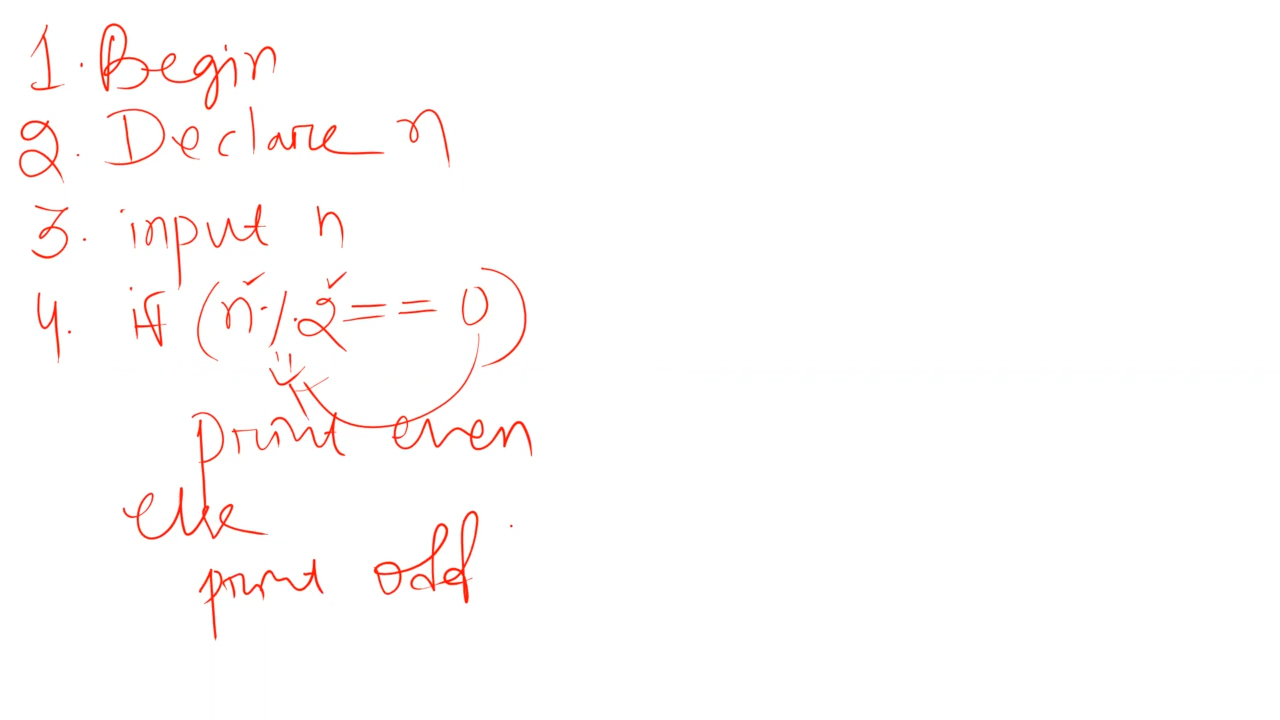 1. Begin
2. Declare n
3. input n
4. if (n % 2 == 0)
print even
else
print odd